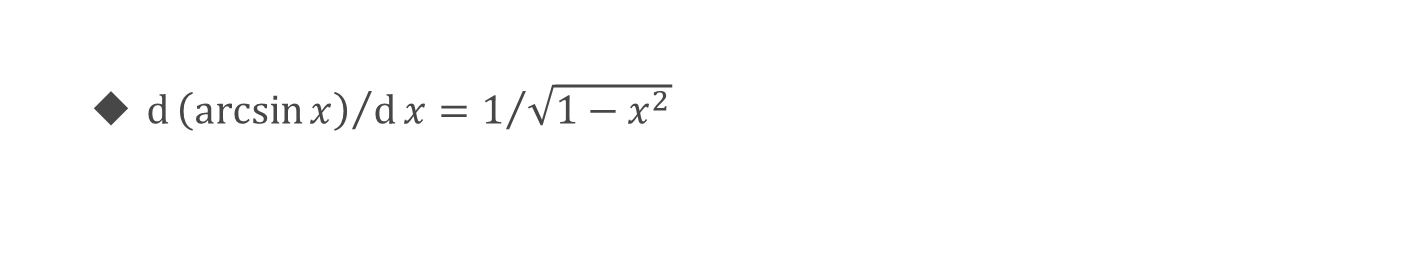 ◆ d (arcsin x)/d x = 1/√(1 − x²)